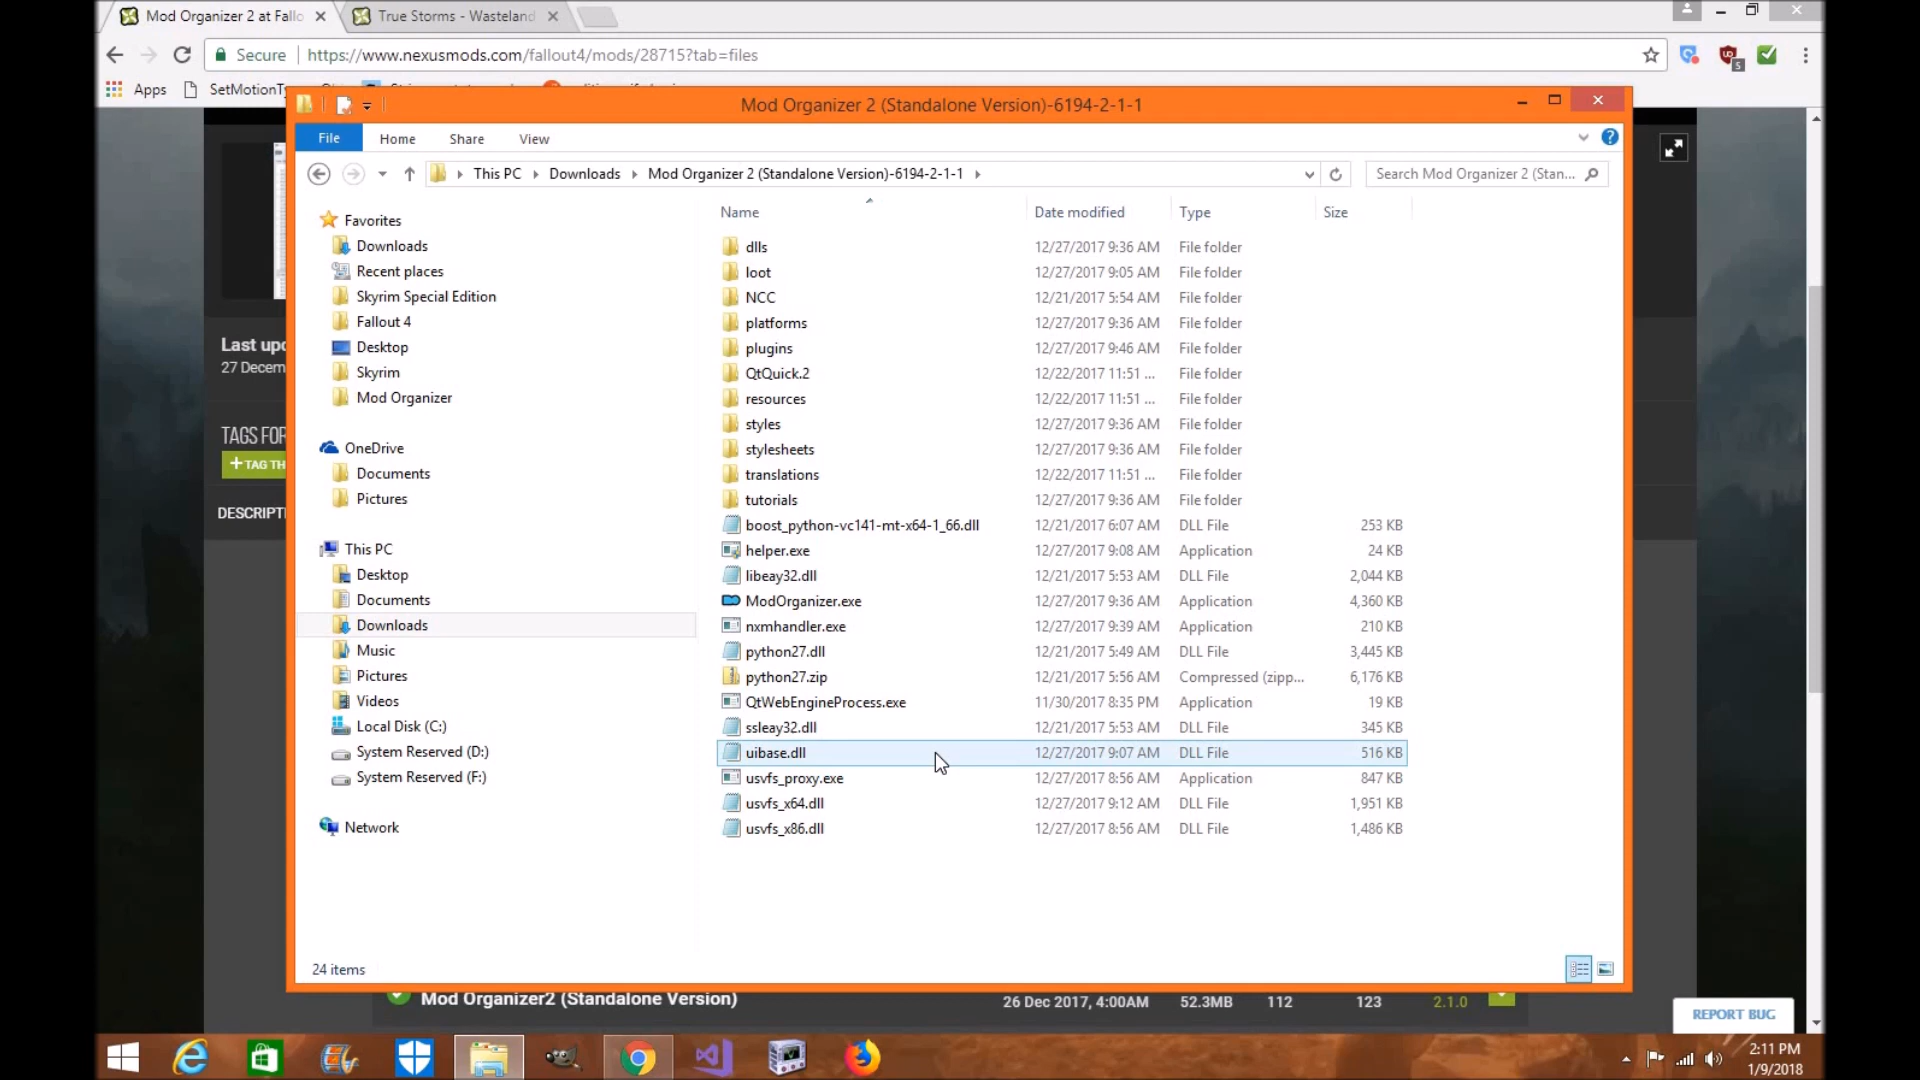 Mod Organizer 2 at Fallo
True Storms - Wasteland
Secure
https://www.nexusmods.com/fallout4/mods/28715?tab=files
Apps
Mod Organizer 2 (Standalone Version)-6194-2-1-1
File Home Share View
This PC Downloads Mod Organizer 2 (Standalone Version)-6194-2-1-1
Search Mod Organizer 2 (Stan...
Name Date modified Type Size
Favorites
Downloads
Recent places
Skyrim Special Edition
Fallout 4
Desktop
Skyrim
Mod Organizer
OneDrive
Documents
Pictures
This PC
Desktop
Documents
Downloads
Music
Pictures
Videos
Local Disk (C:)
System Reserved (D:)
System Reserved (F:)
Network
dlls 12/27/2017 9:36 AM File folder
loot 12/27/2017 9:05 AM File folder
NCC 12/21/2017 5:54 AM File folder
platforms 12/27/2017 9:36 AM File folder
plugins 12/27/2017 9:46 AM File folder
QtQuick.2 12/22/2017 11:51 ... File folder
resources 12/22/2017 11:51 ... File folder
styles 12/27/2017 9:36 AM File folder
stylesheets 12/27/2017 9:36 AM File folder
translations 12/22/2017 11:51 ... File folder
tutorials 12/27/2017 9:36 AM File folder
boost_python-vc141-mt-x64-1_66.dll 12/21/2017 6:07 AM DLL File 253 KB
helper.exe 12/27/2017 9:08 AM Application 24 KB
libeay32.dll 12/21/2017 5:53 AM DLL File 2,044 KB
ModOrganizer.exe 12/27/2017 9:36 AM Application 4,360 KB
nxmhandler.exe 12/27/2017 9:39 AM Application 210 KB
python27.dll 12/21/2017 5:49 AM DLL File 3,445 KB
python27.zip 12/21/2017 5:56 AM Compressed (zipp... 6,176 KB
QtWebEngineProcess.exe 11/30/2017 8:35 PM Application 19 KB
ssleay32.dll 12/21/2017 5:53 AM DLL File 345 KB
uibase.dll 12/27/2017 9:07 AM DLL File 516 KB
usvfs_proxy.exe 12/27/2017 8:56 AM Application 847 KB
usvfs_x64.dll 12/27/2017 9:12 AM DLL File 1,951 KB
usvfs_x86.dll 12/27/2017 8:56 AM DLL File 1,486 KB
24 items
Last upd
27 Decem
TAGS FOR
+TAG TH
DESCRIPTI
Mod Organizer2 (Standalone Version) 26 Dec 2017, 4:00AM 52.3MB 112 123 2.1.0
REPORT BUG
2:11 PM
1/9/2018